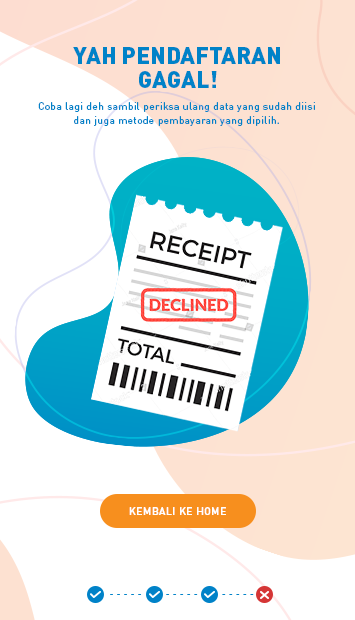 YAH PENDAFTARAN
GAGAL!
Coba lagi deh sambil periksa ulang data yang sudah diisi
dan juga metode pembayaran yang dipilih.
RECEIPT
DECLINED
TOTAL
KEMBALI KE HOME